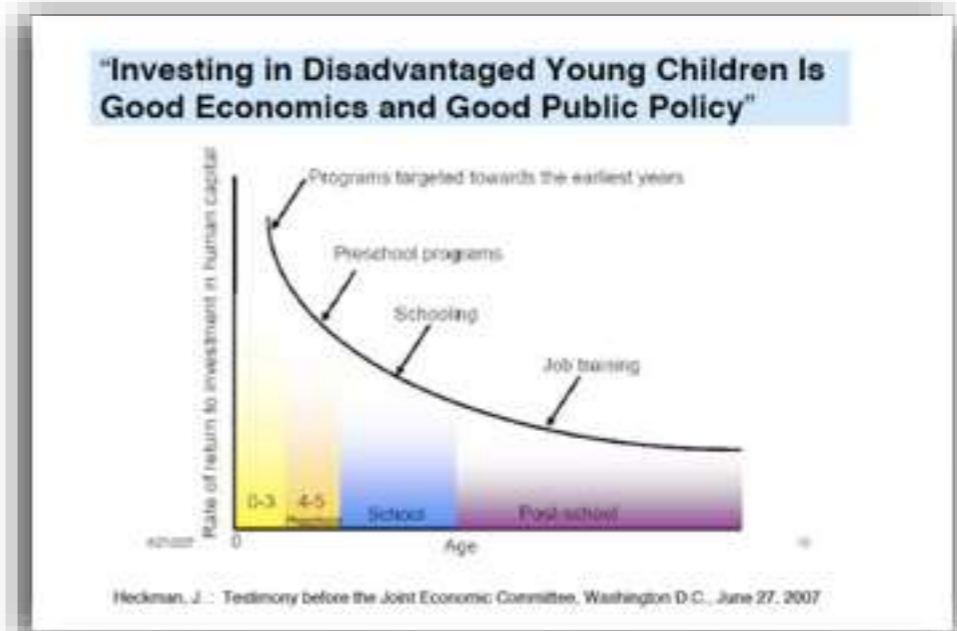 “Investing in Disadvantaged Young Children Is
Good Economics and Good Public Policy”
Programs targeted towards the earliest years
Preschool programs
Schooling
Job training
Rate of return to investment in human capital
0-3
4-5
School
Post-school
0
Age
Heckman, J. : Testimony before the Joint Economic Committee, Washington D.C., June 27, 2007